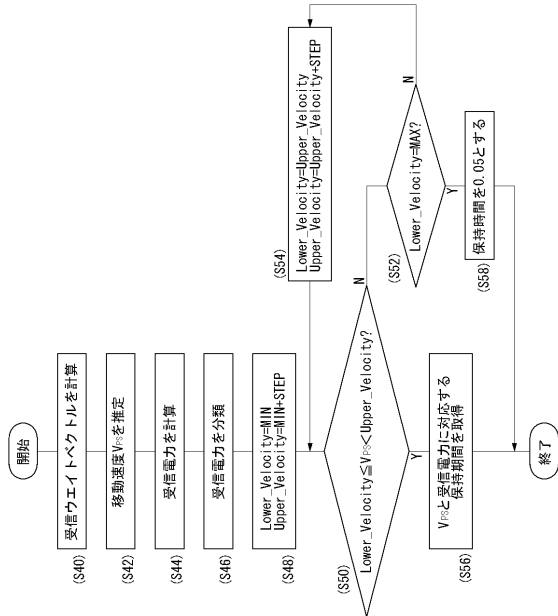 開始
受信ウエイトベクトルを計算
(S40)
移動速度VPSを推定
(S42)
受信電力を計算
(S44)
受信電力を分類
(S46)
Lower_Velocity=MIN
Upper_Velocity=MIN+STEP
(S48)
Lower_Velocity≦VPS<Upper_Velocity?
(S50)
N
Y
Lower_Velocity=MAX?
(S52)
N
Y
Lower_Velocity=Upper_Velocity
Upper_Velocity=Upper_Velocity+STEP
(S54)
VPSと受信電力に対応する
保持期間を取得
(S56)
保持時間を0.05とする
(S58)
終了